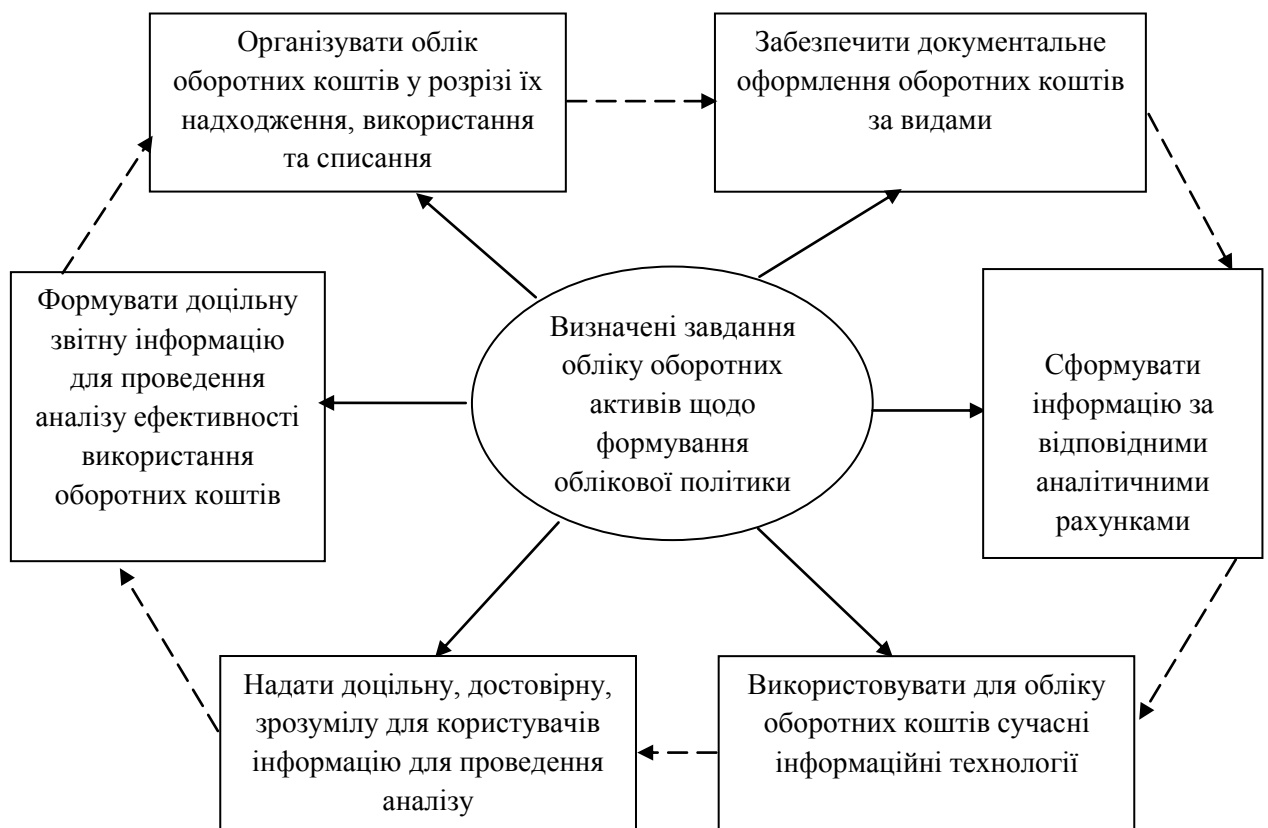 Організувати облік
оборотних коштів у розрізі їх
надходження, використання
та списання
Забезпечити документальне
оформлення оборотних коштів
за видами
Формувати доцільну
звітну інформацію
для проведення
аналізу ефективності
використання
оборотних коштів
Визначені завдання
обліку оборотних
активів щодо
формування
облікової політики
Сформувати
інформацію за
відповідними
аналітичними
рахунками
Надати доцільну, достовірну,
зрозумілу для користувачів
інформацію для проведення
аналізу
Використовувати для обліку
оборотних коштів сучасні
інформаційні технології